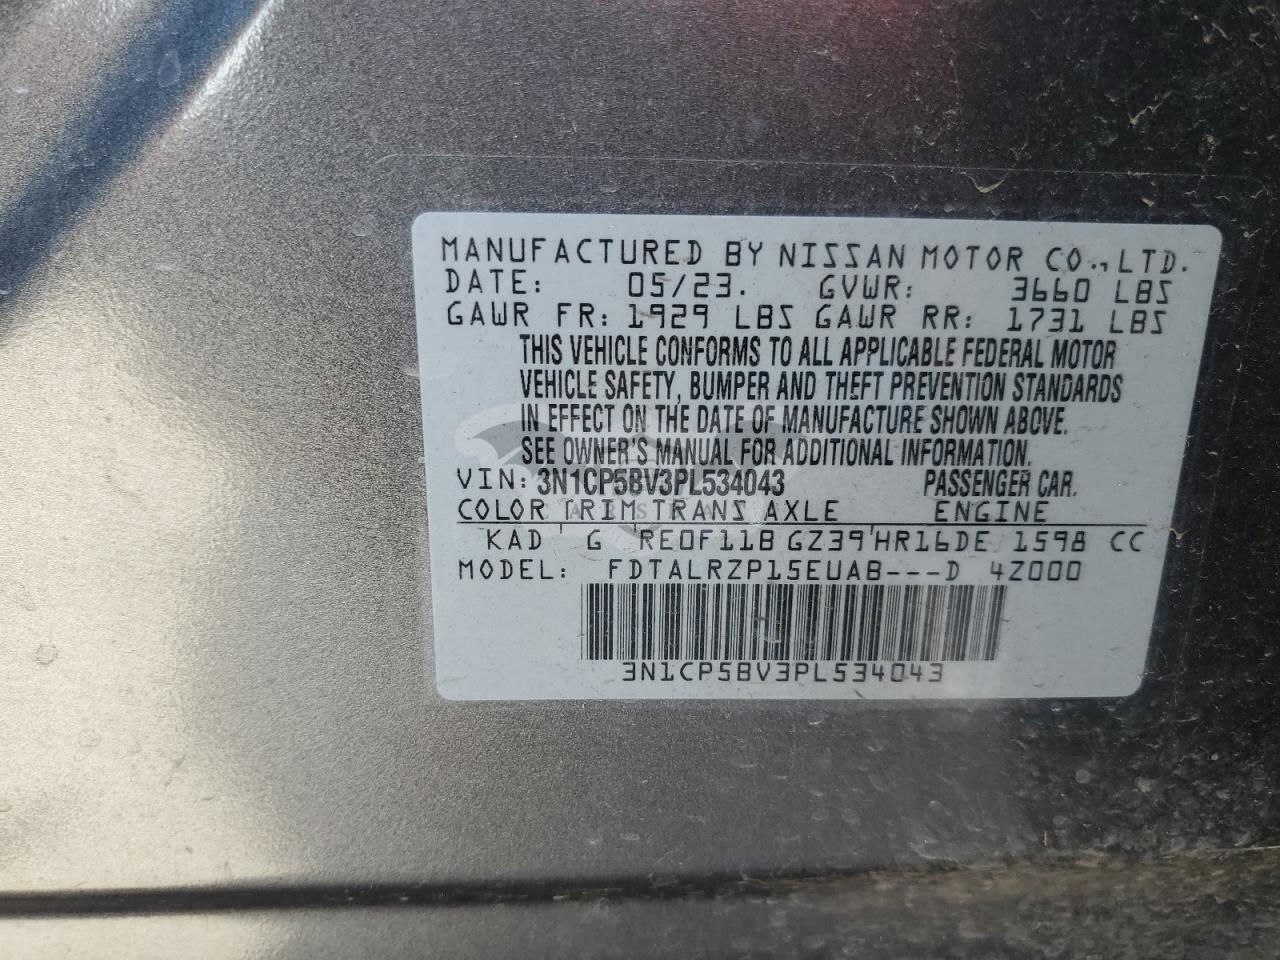 MANUFACTURED BY NISSAN MOTOR CO., LTD.
DATE: 05/23. GVWR: 3660 LBS
GAWR FR: 1929 LBS GAWR RR: 1731 LBS
THIS VEHICLE CONFORMS TO ALL APPLICABLE FEDERAL MOTOR
VEHICLE SAFETY, BUMPER AND THEFT PREVENTION STANDARDS
IN EFFECT ON THE DATE OF MANUFACTURE SHOWN ABOVE.
SEE OWNER'S MANUAL FOR ADDITIONAL INFORMATION.
VIN: 3N1CP5BV3PL534043 PASSENGER CAR.
COLOR TRIM TRANS AXLE ENGINE
KAD G RE0F11B GZ39 HR16DE 1598 CC
MODEL: FDTALRZP15EUAB---D 4Z000
3N1CP5BV3PL534043